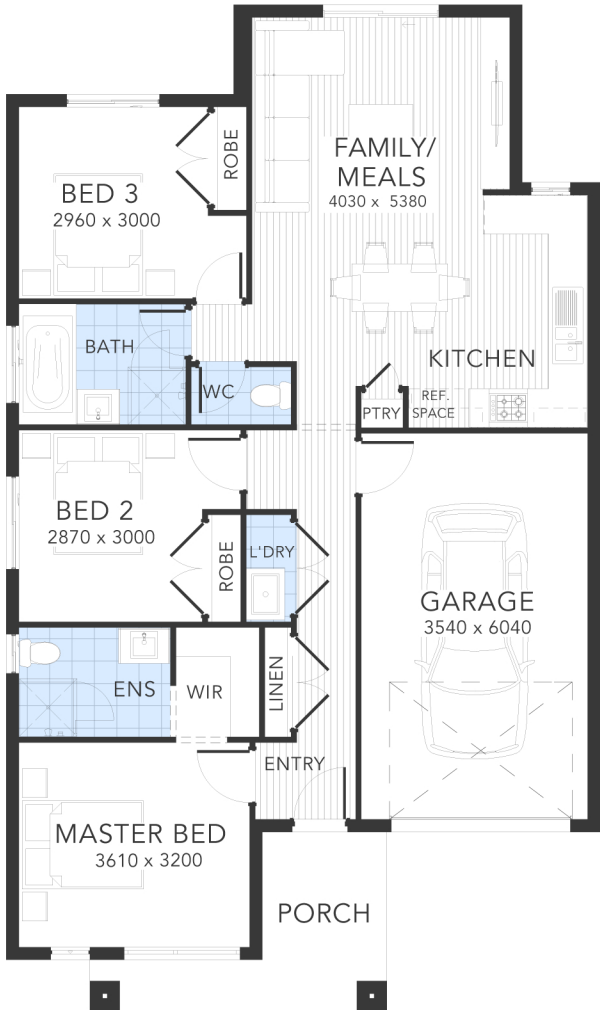 FAMILY/
MEALS
4030 x 5380
ROBE
BED 3
2960 x 3000
BATH
WC
KITCHEN
PTRY
REF.
SPACE
BED 2
2870 x 3000
ROBE
L'DRY
GARAGE
3540 x 6040
ENS
WIR
LINEN
ENTRY
MASTER BED
3610 x 3200
PORCH